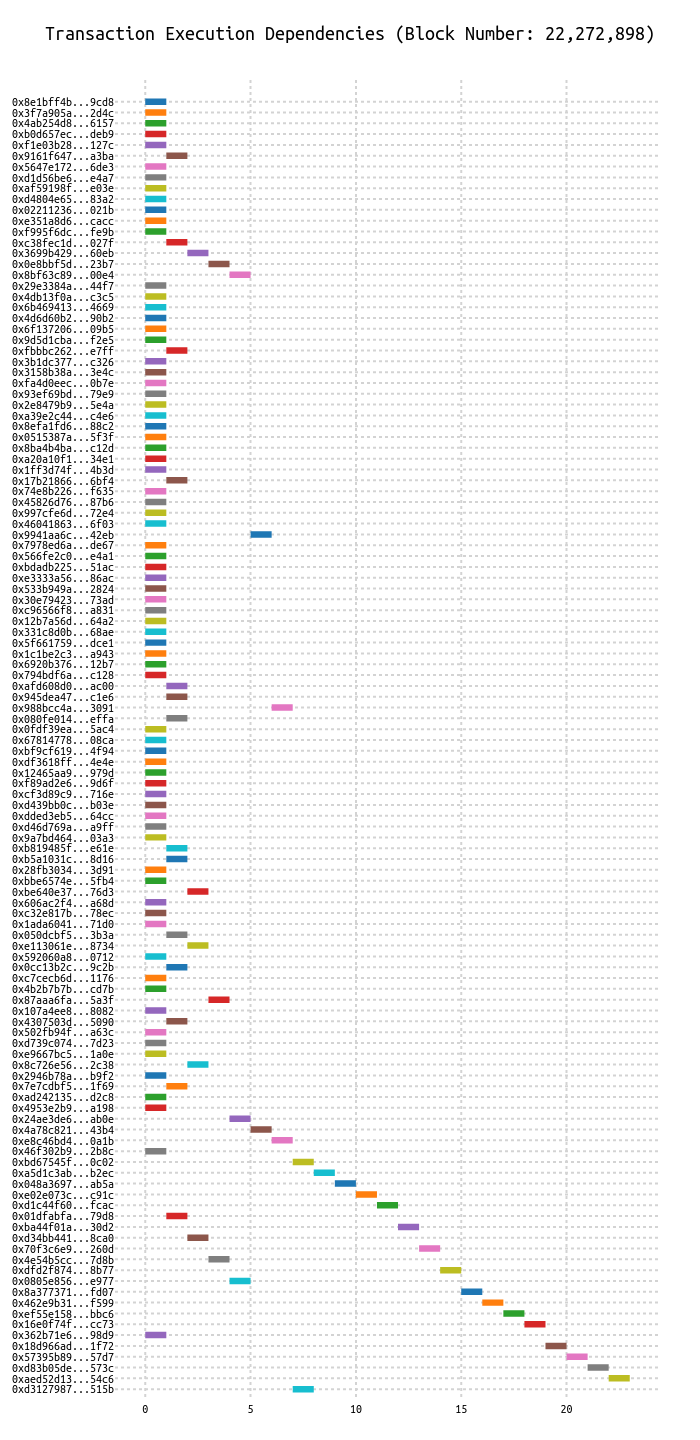 Transaction Execution Dependencies (Block Number: 22,272,898)
0x8e1bff4b...9cd8
0x3f7a905a...2d4c
0x4ab254d8...6157
0xb0d657ec...deb9
0xf1e03b28...127c
0x9161f647...a3ba
0x5647e172...6de3
0xd1d56be6...e4a7
0xaf59198f...e03e
0xd4804e65...83a2
0x02211236...021b
0xe351a8d6...cacc
0xf995f6dc...fe9b
0xc38fec1d...027f
0x3699b429...60eb
0x0e8bbf5d...23b7
0x8bf63c89...00e4
0x29e3384a...44f7
0x4db13f0a...c3c5
0x6b469413...4669
0x4d6d60b2...90b2
0x6f137206...09b5
0x9d5d1cba...f2e5
0xfbbbc262...e7ff
0x3b1dc377...c326
0x3158b38a...3e4c
0xfa4d0eec...0b7e
0x93ef69bd...79e9
0x2e8479b9...5e4a
0xa39e2c44...c4e6
0x8efa1fd6...88c2
0x0515387a...5f3f
0x8ba4b4ba...c12d
0xa20a10f1...34e1
0x1ff3d74f...4b3d
0x17b21866...6bf4
0x74e8b226...f635
0x45826d76...87b6
0x997cfe6d...72e4
0x46041863...6f03
0x9941aa6c...42eb
0x7978ed6a...de67
0x566fe2c0...e4a1
0xbdadb225...51ac
0xe3333a56...86ac
0x533b949a...2824
0x30e79423...73ad
0xc96566f8...a831
0x12b7a56d...64a2
0x331c8d0b...68ae
0x5f661759...dce1
0x1c1be2c3...a943
0x6920b376...12b7
0x794bdf6a...c128
0xafd608d0...ac00
0x945dea47...c1e6
0x988bcc4a...3091
0x080fe014...effa
0x0fdf39ea...5ac4
0x67814778...08ca
0xbf9cf619...4f94
0xdf3618ff...4e4e
0x12465aa9...979d
0xf89ad2e6...9d6f
0xcf3d89c9...716e
0xd439bb0c...b03e
0xdded3eb5...64cc
0xd46d769a...a9ff
0x9a7bd464...03a3
0xb819485f...e61e
0xb5a1031c...8d16
0x28fb3034...3d91
0xbbe6574e...5fb4
0xbe640e37...76d3
0x606ac2f4...a68d
0xc32e817b...78ec
0x1ada6041...71d0
0x050dcbf5...3b3a
0xe113061e...8734
0x592060a8...0712
0x0cc13b2c...9c2b
0xc7cecb6d...1176
0x4b2b7b7b...cd7b
0x87aaa6fa...5a3f
0x107a4ee8...8082
0x4307503d...5090
0x502fb94f...a63c
0xd739c074...7d23
0xe9667bc5...1a0e
0x8c726e56...2c38
0x2946b78a...b9f2
0x7e7cdbf5...1f69
0xad242135...d2c8
0x4953e2b9...a198
0x24ae3de6...ab0e
0x4a78c821...43b4
0xe8c46bd4...0a1b
0x46f302b9...2b8c
0xbd67545f...0c02
0xa5d1c3ab...b2ec
0x048a3697...ab5a
0xe02e073c...c91c
0xd1c44f60...fcac
0x01dfabfa...79d8
0xba44f01a...30d2
0xd34bb441...8ca0
0x70f3c6e9...260d
0x4e54b5cc...7d8b
0xdfd2f874...8b77
0x0805e856...e977
0x8a377371...fd07
0x462e9b31...f599
0xef55e158...bbc6
0x16e0f74f...cc73
0x362b71e6...98d9
0x18d966ad...1f72
0x57395b89...57d7
0xd83b05de...573c
0xaed52d13...54c6
0xd3127987...515b
0 5 10 15 20